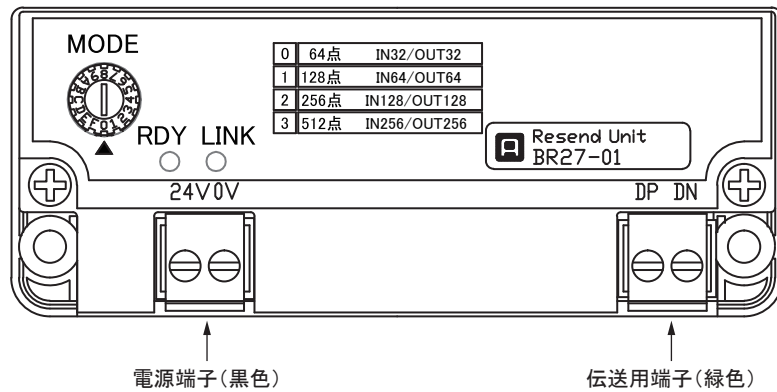 MODE
0 64点 IN32/OUT32
1 128点 IN64/OUT64
2 256点 IN128/OUT128
3 512点 IN256/OUT256
0123456789ABCDEF
RDY LINK
Resend Unit
BR27-01
24V 0V
DP DN
電源端子(黒色)
伝送用端子(緑色)